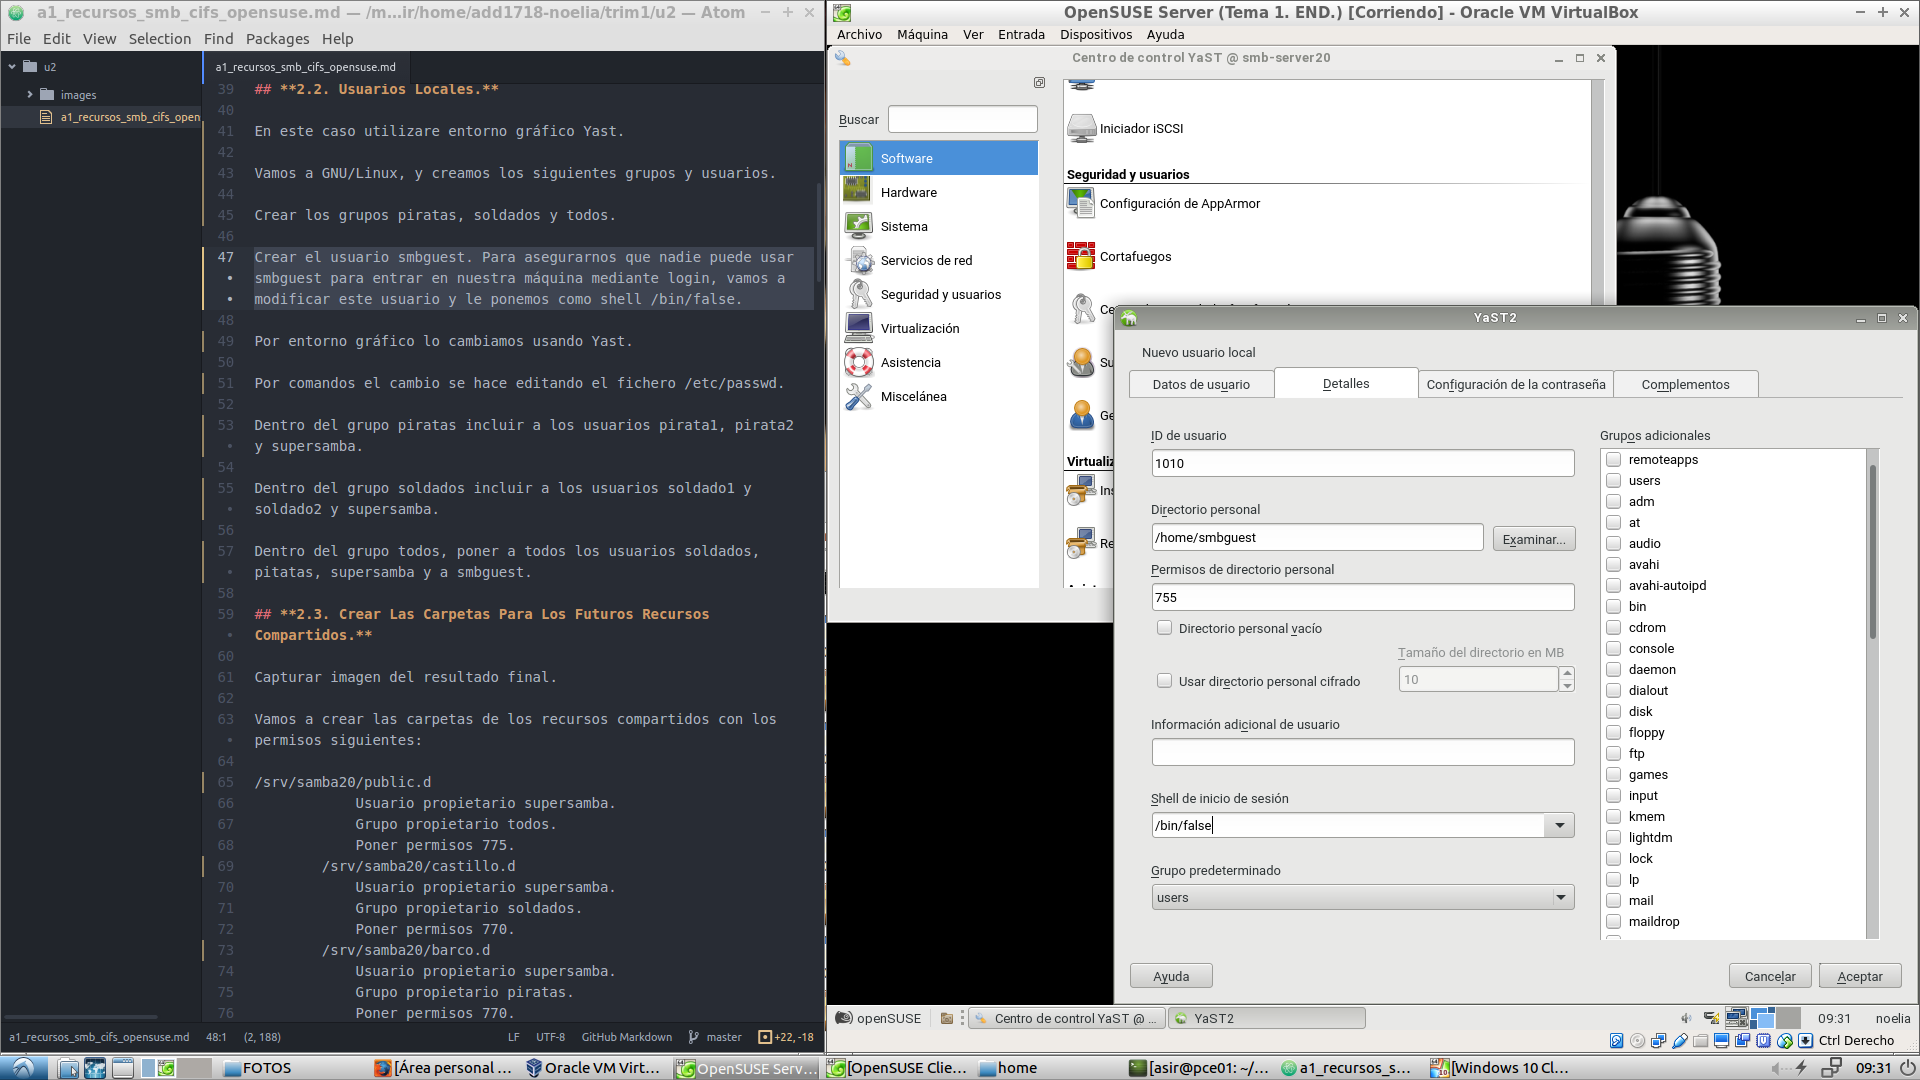 a1_recursos_smb_cifs_opensuse.md — /m...ir/home/add1718-noelia/trim1/u2 — Atom
File Edit View Selection Find Packages Help
u2
images
a1_recursos_smb_cifs_open
a1_recursos_smb_cifs_opensuse.md
39 ## **2.2. Usuarios Locales.**
40
41 En este caso utilizare entorno gráfico Yast.
42
43 Vamos a GNU/Linux, y creamos los siguientes grupos y usuarios.
44
45 Crear los grupos piratas, soldados y todos.
46
47 Crear el usuario smbguest. Para asegurarnos que nadie puede usar
• smbguest para entrar en nuestra máquina mediante login, vamos a
• modificar este usuario y le ponemos como shell /bin/false.
48
49 Por entorno gráfico lo cambiamos usando Yast.
50
51 Por comandos el cambio se hace editando el fichero /etc/passwd.
52
53 Dentro del grupo piratas incluir a los usuarios pirata1, pirata2
• y supersamba.
54
55 Dentro del grupo soldados incluir a los usuarios soldado1 y
• soldado2 y supersamba.
56
57 Dentro del grupo todos, poner a todos los usuarios soldados,
• pitatas, supersamba y a smbguest.
58
59 ## **2.3. Crear Las Carpetas Para Los Futuros Recursos
• Compartidos.**
60
61 Capturar imagen del resultado final.
62
63 Vamos a crear las carpetas de los recursos compartidos con los
• permisos siguientes:
64
65 /srv/samba20/public.d
66 Usuario propietario supersamba.
67 Grupo propietario todos.
68 Poner permisos 775.
69 /srv/samba20/castillo.d
70 Usuario propietario supersamba.
71 Grupo propietario soldados.
72 Poner permisos 770.
73 /srv/samba20/barco.d
74 Usuario propietario supersamba.
75 Grupo propietario piratas.
76 Poner permisos 770.
a1_recursos_smb_cifs_opensuse.md 48:1 (2, 188) LF UTF-8 GitHub Markdown master +22, -18
OpenSUSE Server (Tema 1. END.) [Corriendo] - Oracle VM VirtualBox
Archivo Máquina Ver Entrada Dispositivos Ayuda
Centro de control YaST @ smb-server20
Buscar
Software
Hardware
Sistema
Servicios de red
Seguridad y usuarios
Virtualización
Asistencia
Miscelánea
Iniciador iSCSI
Seguridad y usuarios
Configuración de AppArmor
Cortafuegos
Ce
Su
Ge
Virtualiz
Ins
Re
YaST2
Nuevo usuario local
Datos de usuario Detalles Configuración de la contraseña Complementos
ID de usuario
1010
Directorio personal
/home/smbguest Examinar...
Permisos de directorio personal
755
Directorio personal vacío
Tamaño del directorio en MB
Usar directorio personal cifrado 10
Información adicional de usuario
Shell de inicio de sesión
/bin/false
Grupo predeterminado
users
Grupos adicionales
remoteapps
users
adm
at
audio
avahi
avahi-autoipd
bin
cdrom
console
daemon
dialout
disk
floppy
ftp
games
input
kmem
lightdm
lock
lp
mail
maildrop
Ayuda Cancelar Aceptar
openSUSE Centro de control YaST @ ... YaST2 09:31 noelia
Ctrl Derecho
FOTOS [Área personal ... Oracle VM Virt... OpenSUSE Serv... [OpenSUSE Clie... home [asir@pce01: ~/... a1_recursos_s... [Windows 10 Cl... 09:31